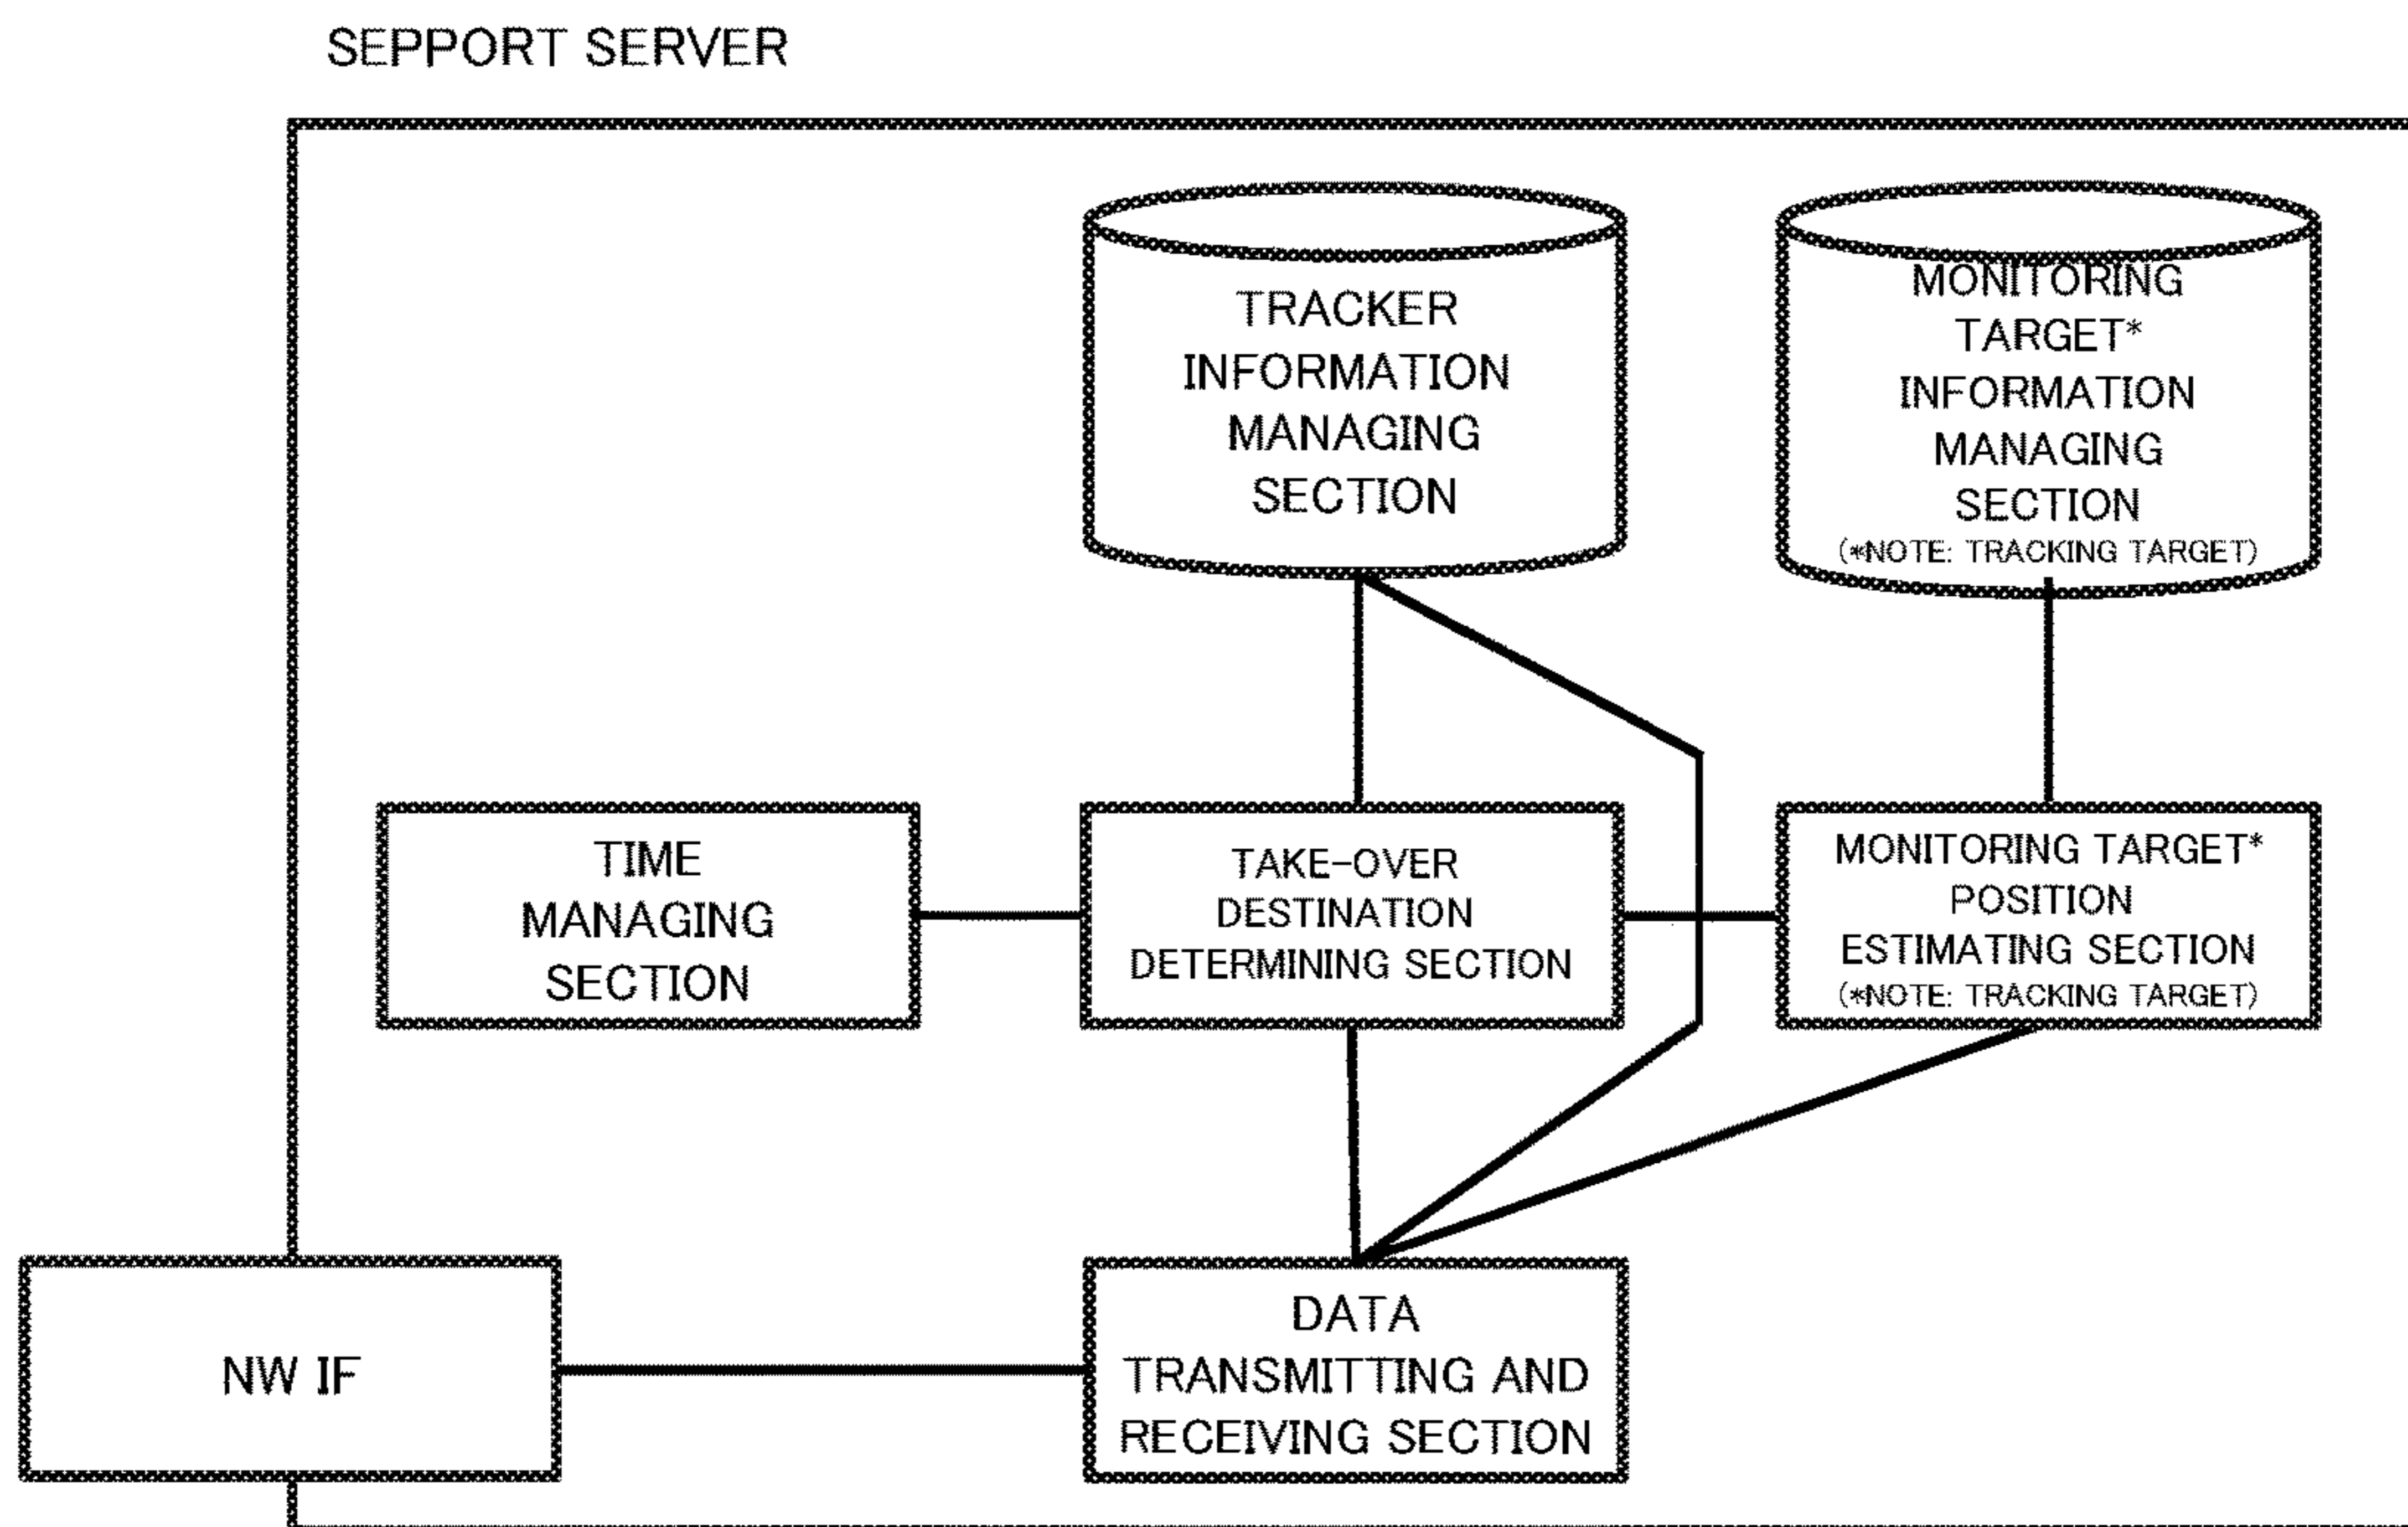 SEPPORT SERVER
TRACKER
INFORMATION
MANAGING
SECTION
MONITORING
TARGET*
INFORMATION
MANAGING
SECTION
(*NOTE: TRACKING TARGET)
TIME
MANAGING
SECTION
TAKE-OVER
DESTINATION
DETERMINING SECTION
MONITORING TARGET*
POSITION
ESTIMATING SECTION
(*NOTE: TRACKING TARGET)
NW IF
DATA
TRANSMITTING AND
RECEIVING SECTION